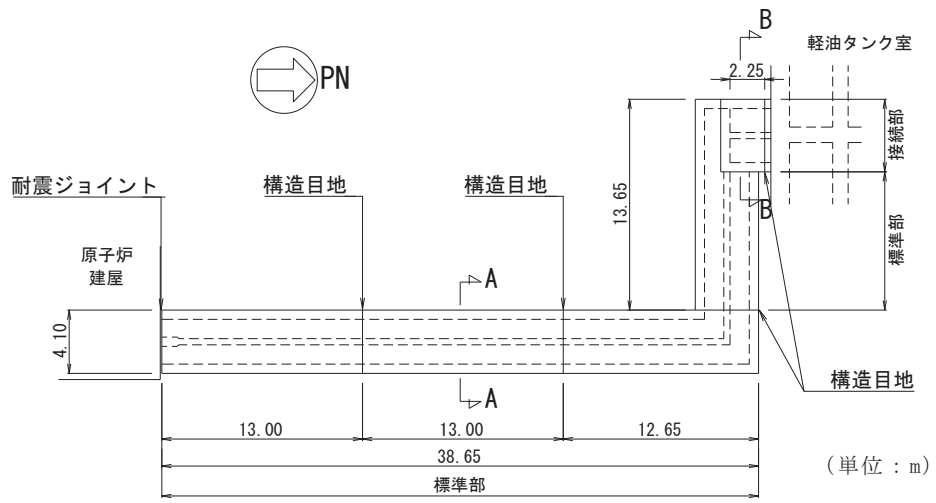 B
軽油タンク室
PN
2.25
接続部
耐震ジョイント
構造目地
構造目地
13.65
B
標準部
原子炉
建屋
A
4.10
A
構造目地
13.00
13.00
12.65
38.65
(単位:m)
標準部